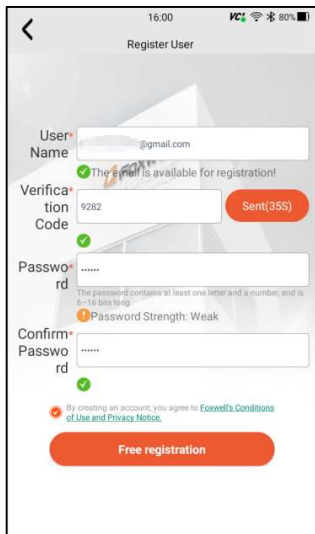 16:00
80%
Register User
User*
Name
@gmail.com
The email is available for registration!
Verifica*
tion
Code
9282
Sent(35S)
Passwo*
rd
······
The password contains at least one letter and a number, and is
6-16 bits long.
Password Strength: Weak
Confirm*
Passwo
rd
······
By creating an account, you agree to Foxwell's Conditions
of Use and Privacy Notice.
Free registration